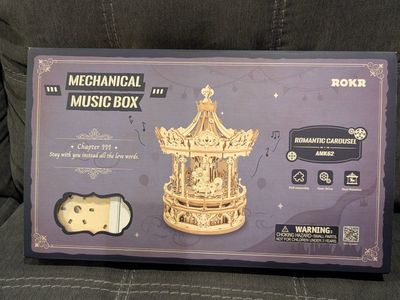 MECHANICAL
MUSIC BOX
ROKR
Chapter III
Stay with you instead all the love words.
ROMANTIC CAROUSEL
AMK62
WARNING:
CHOKING HAZARD-SMALL PARTS
NOT FOR CHILDREN UNDER 3 YEARS